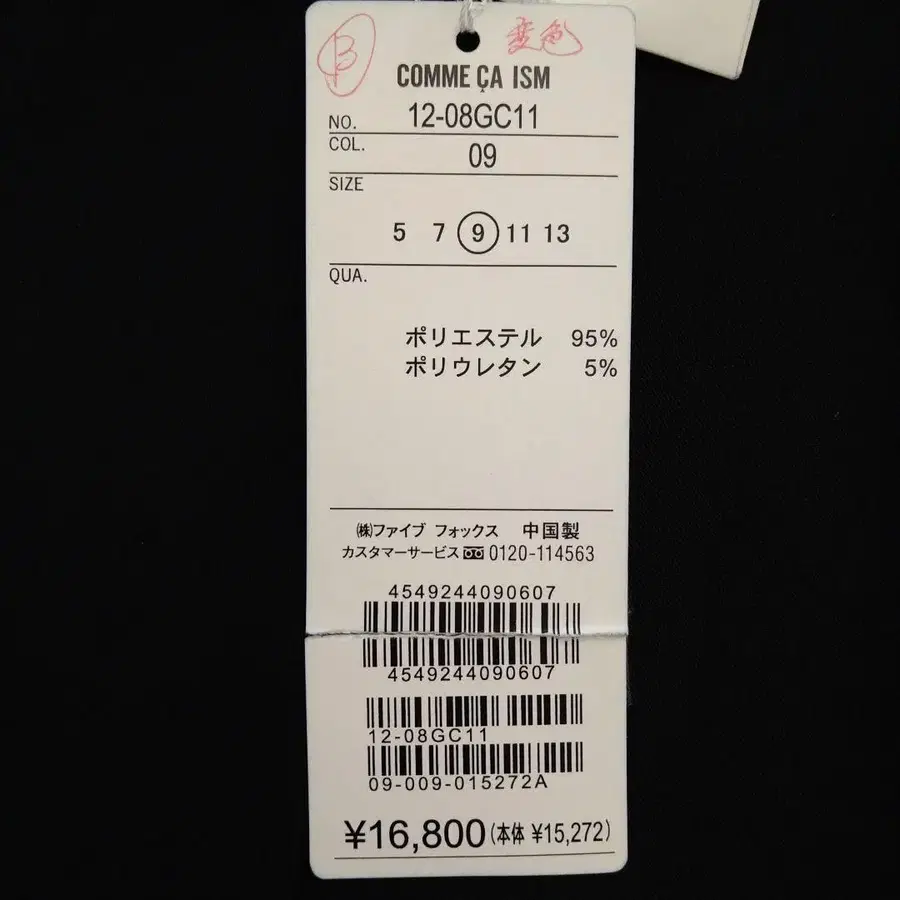 B 変色
COMME ÇA ISM
NO. 12-08GC11
COL. 09
SIZE
5 7 9 11 13
QUA.
ポリエステル 95%
ポリウレタン 5%
㈱ファイブ フォックス 中国製
カスタマーサービス 0120-114563
4549244090607
4549244090607
12-08GC11
09-009-015272A
¥16,800(本体 ¥15,272)